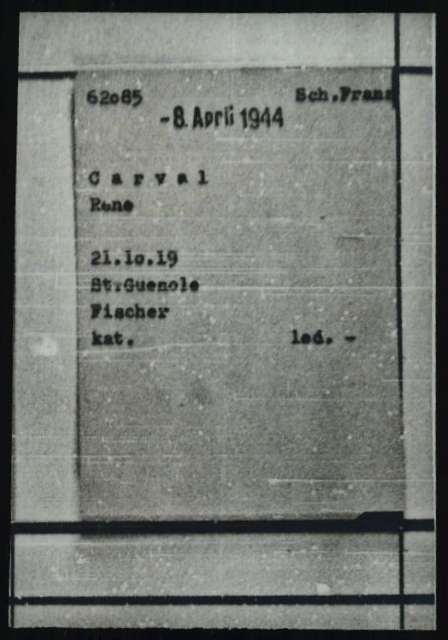 62085 Sch.Franz
-8. April 1944
Carval
Rene
21.10.19
St.Guenole
Fischer
kat. led. -